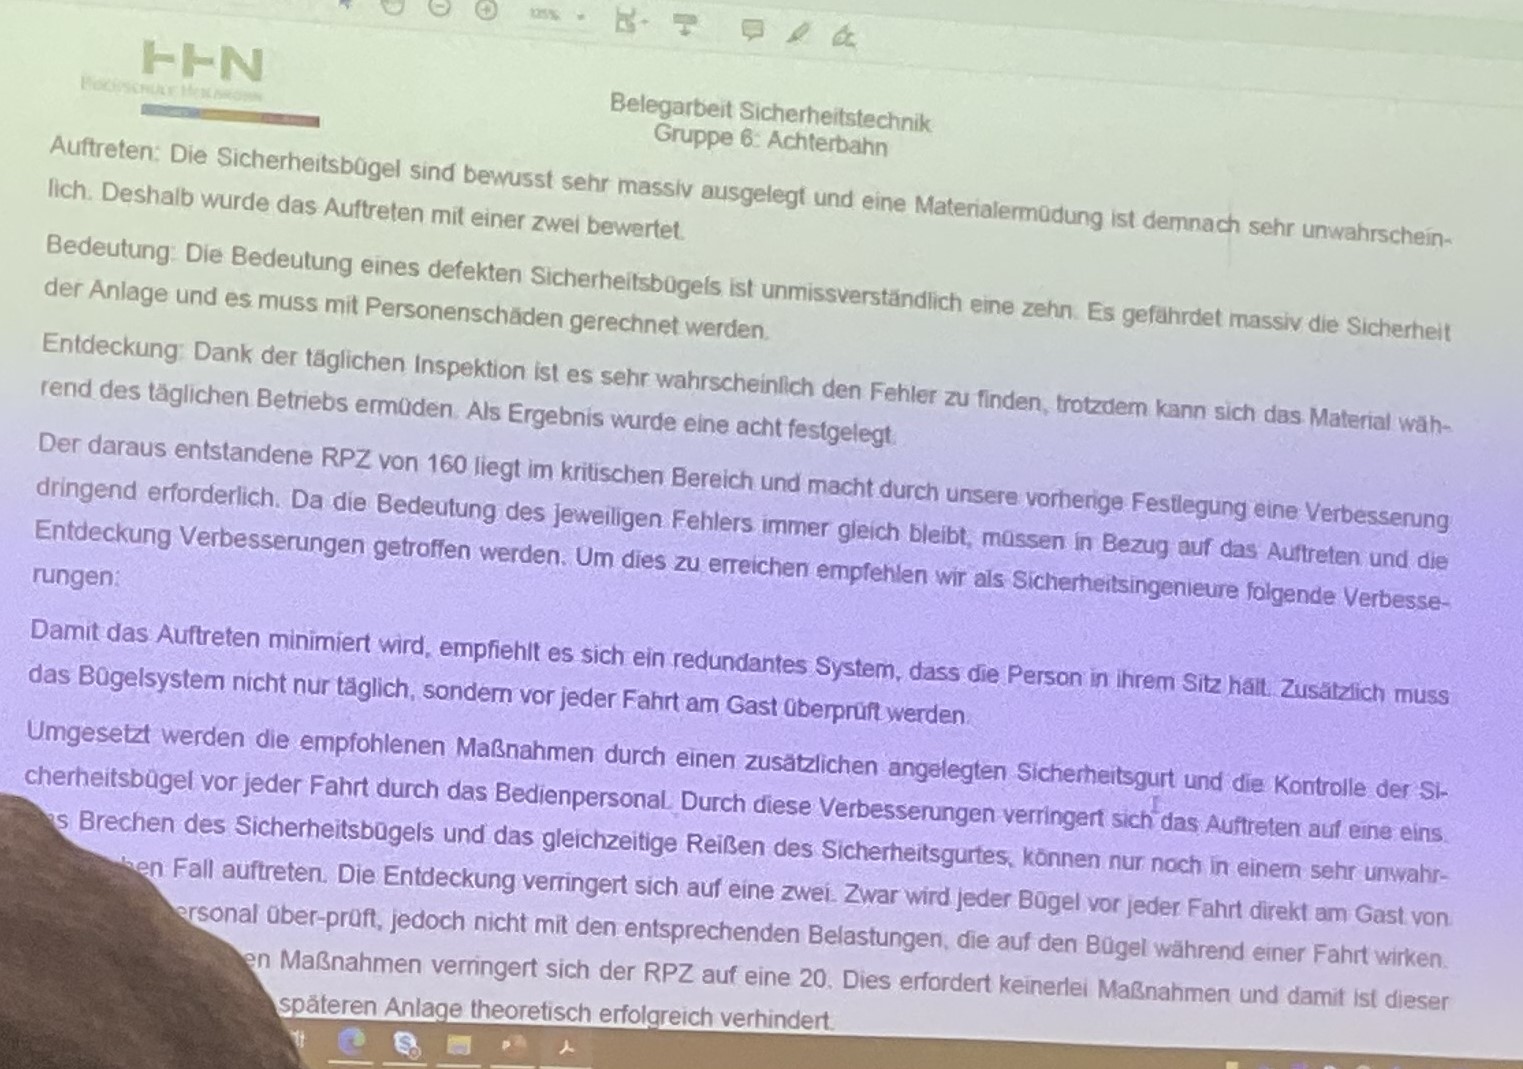 125%
HHN
HOCHSCHULE HEILBRONN
Belegarbeit Sicherheitstechnik
Gruppe 6: Achterbahn
Auftreten: Die Sicherheitsbügel sind bewusst sehr massiv ausgelegt und eine Materialermüdung ist demnach sehr unwahrschein-
lich. Deshalb wurde das Auftreten mit einer zwei bewertet.
Bedeutung: Die Bedeutung eines defekten Sicherheitsbügels ist unmissverständlich eine zehn. Es gefährdet massiv die Sicherheit
der Anlage und es muss mit Personenschäden gerechnet werden.
Entdeckung: Dank der täglichen Inspektion ist es sehr wahrscheinlich den Fehler zu finden, trotzdem kann sich das Material wäh-
rend des täglichen Betriebs ermüden. Als Ergebnis wurde eine acht festgelegt.
Der daraus entstandene RPZ von 160 liegt im kritischen Bereich und macht durch unsere vorherige Festlegung eine Verbesserung
dringend erforderlich. Da die Bedeutung des jeweiligen Fehlers immer gleich bleibt, müssen in Bezug auf das Auftreten und die
Entdeckung Verbesserungen getroffen werden. Um dies zu erreichen empfehlen wir als Sicherheitsingenieure folgende Verbesse-
rungen:
Damit das Auftreten minimiert wird, empfiehlt es sich ein redundantes System, dass die Person in ihrem Sitz hält. Zusätzlich muss
das Bügelsystem nicht nur täglich, sondern vor jeder Fahrt am Gast überprüft werden.
Umgesetzt werden die empfohlenen Maßnahmen durch einen zusätzlichen angelegten Sicherheitsgurt und die Kontrolle der Si-
cherheitsbügel vor jeder Fahrt durch das Bedienpersonal. Durch diese Verbesserungen verringert sich das Auftreten auf eine eins.
s Brechen des Sicherheitsbügels und das gleichzeitige Reißen des Sicherheitsgurtes, können nur noch in einem sehr unwahr-
en Fall auftreten. Die Entdeckung verringert sich auf eine zwei. Zwar wird jeder Bügel vor jeder Fahrt direkt am Gast von
ersonal über-prüft, jedoch nicht mit den entsprechenden Belastungen, die auf den Bügel während einer Fahrt wirken.
en Maßnahmen verringert sich der RPZ auf eine 20. Dies erfordert keinerlei Maßnahmen und damit ist dieser
späteren Anlage theoretisch erfolgreich verhindert.